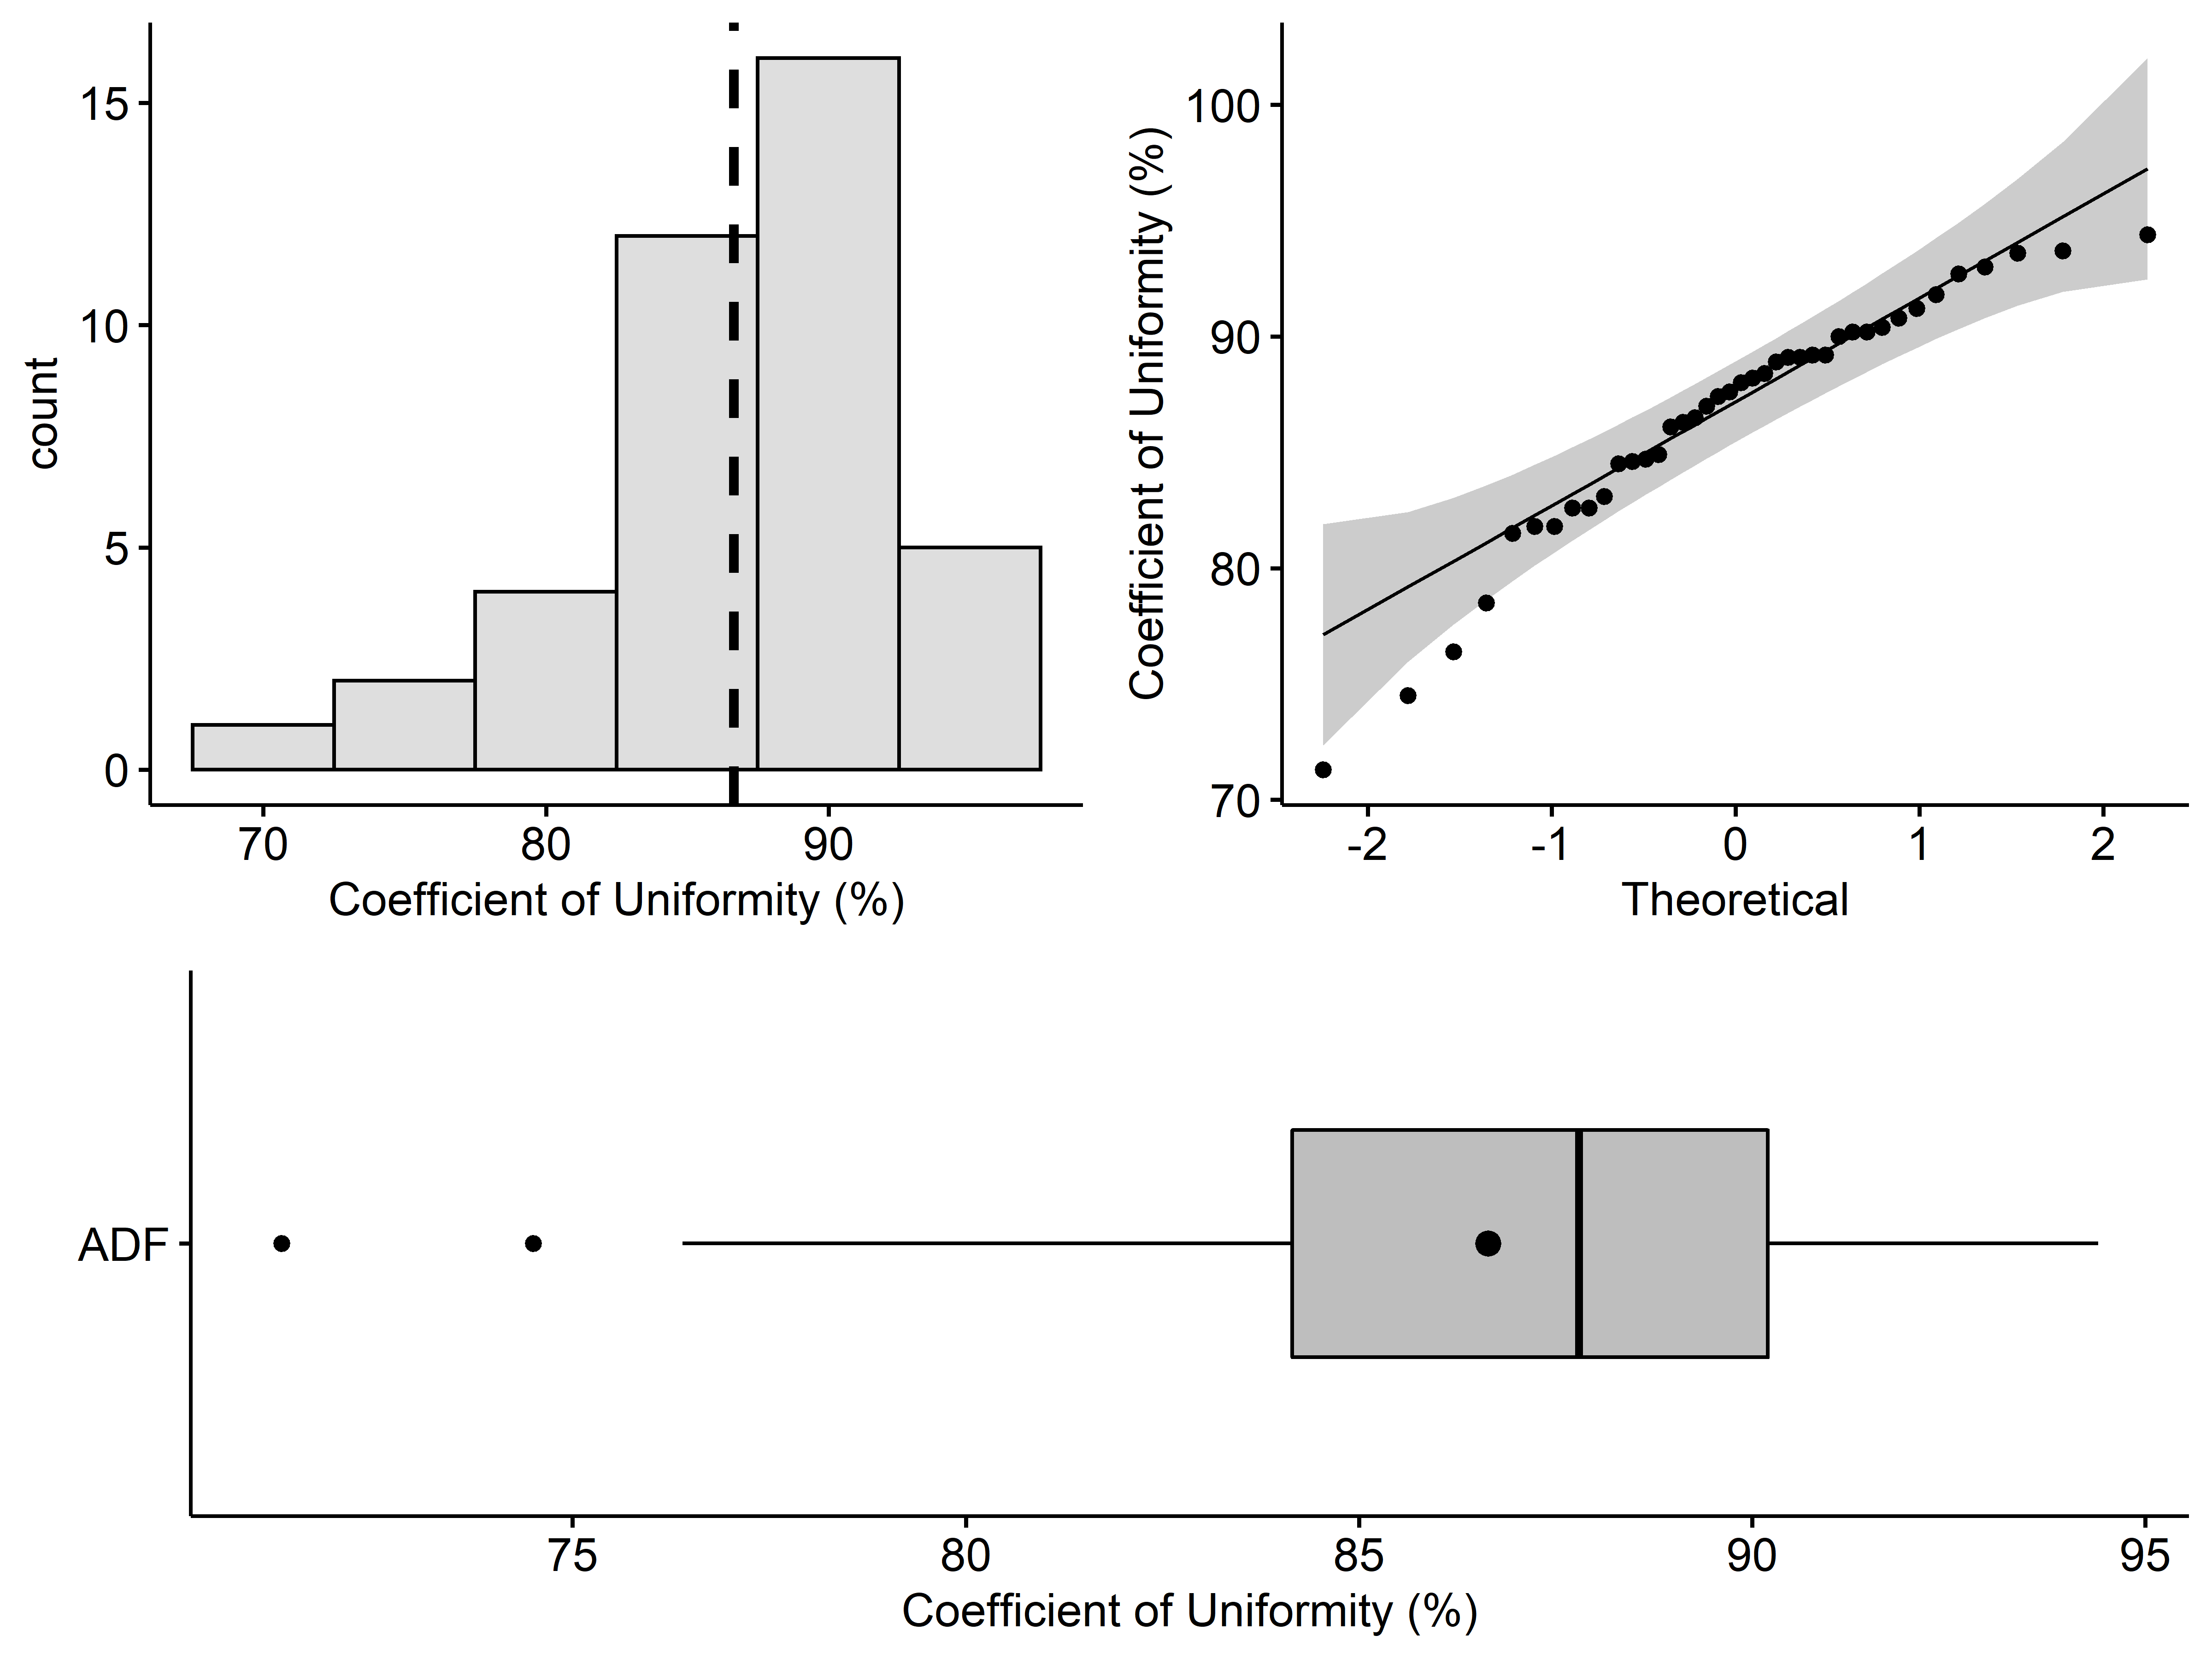 count
15
10
5
0
70 80 90
Coefficient of Uniformity (%)
Coefficient of Uniformity (%)
100
90
80
70
-2 -1 0 1 2
Theoretical
ADF
75 80 85 90 95
Coefficient of Uniformity (%)